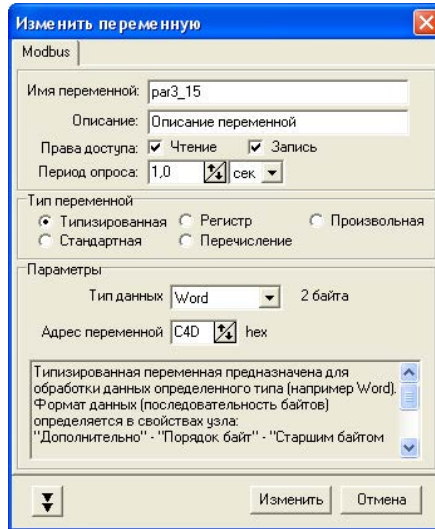 Изменить переменную
Modbus
Имя переменной: par3_15
Описание: Описание переменной
Права доступа: Чтение Запись
Период опроса: 1,0 сек
Тип переменной
Типизированная Регистр Произвольная
Стандартная Перечисление
Параметры
Тип данных Word 2 байта
Адрес переменной C4D hex
Типизированная переменная предназначена для
обработки данных определенного типа (например Word).
Формат данных (последовательность байтов)
определяется в свойствах узла:
"Дополнительно" - "Порядок байт" - "Старшим байтом
Изменить Отмена